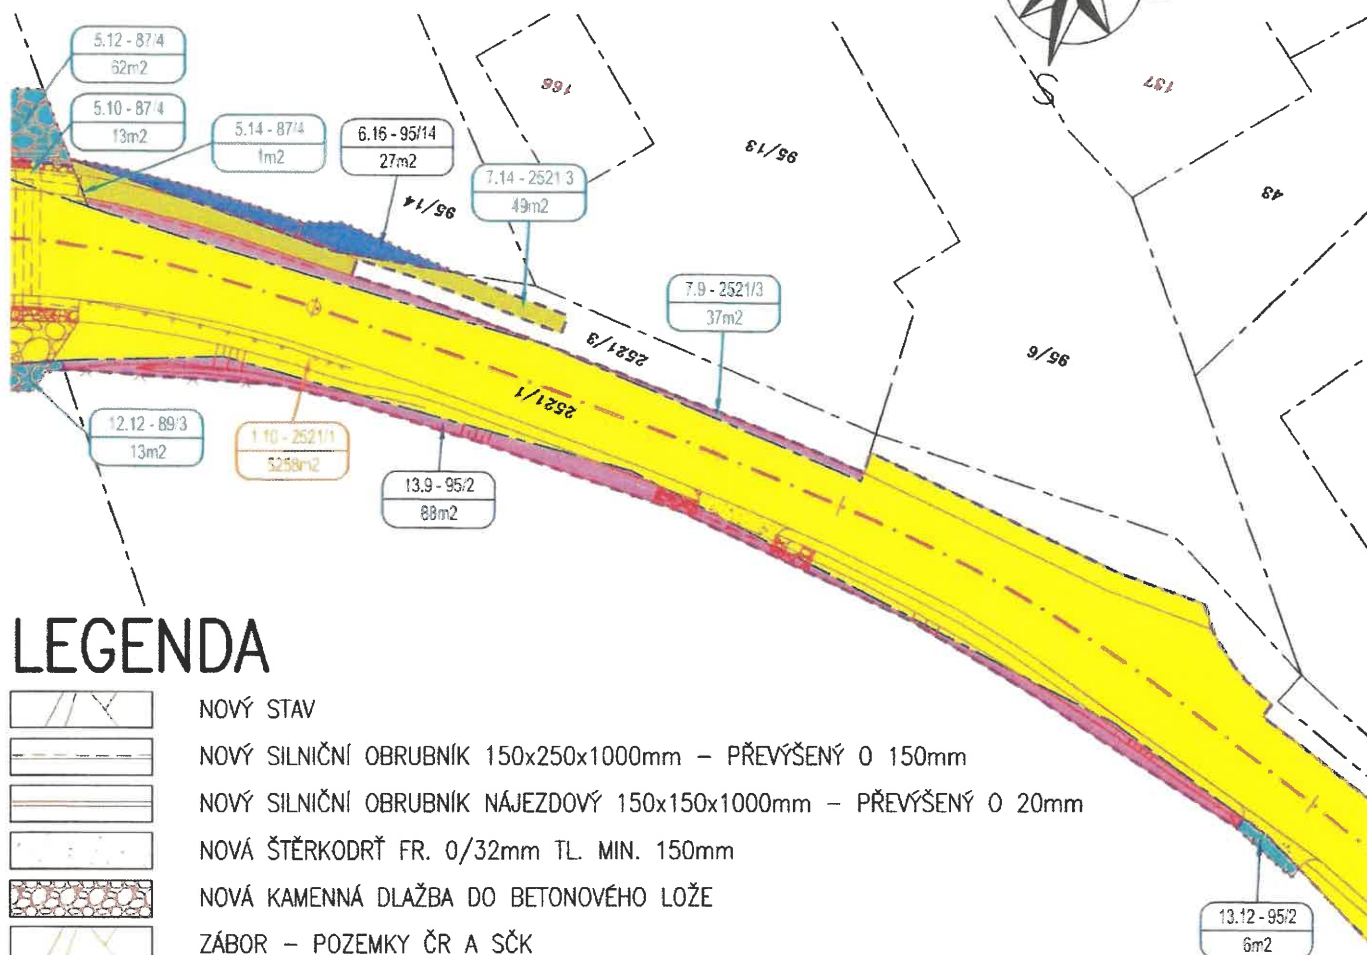 5.12 - 87/4
62m2
5.10 - 87/4
13m2
5.14 - 87/4
1m2
6.16 - 95/14
27m2
7.14 - 2521/3
49m2
7.9 - 2521/3
37m2
166
95/13
95/14
137
43
95/6
S
2521/3
2521/1
12.12 - 89/3
13m2
1.10 - 2521/1
5258m2
13.9 - 95/2
88m2
13.12 - 95/2
6m2
LEGENDA
NOVÝ STAV
NOVÝ SILNIČNÍ OBRUBNÍK 150x250x1000mm – PŘEVÝŠENÝ O 150mm
NOVÝ SILNIČNÍ OBRUBNÍK NÁJEZDOVÝ 150x150x1000mm – PŘEVÝŠENÝ O 20mm
NOVÁ ŠTĚRKODRŤ FR. 0/32mm TL. MIN. 150mm
NOVÁ KAMENNÁ DLAŽBA DO BETONOVÉHO LOŽE
ZÁBOR – POZEMKY ČR A SČK